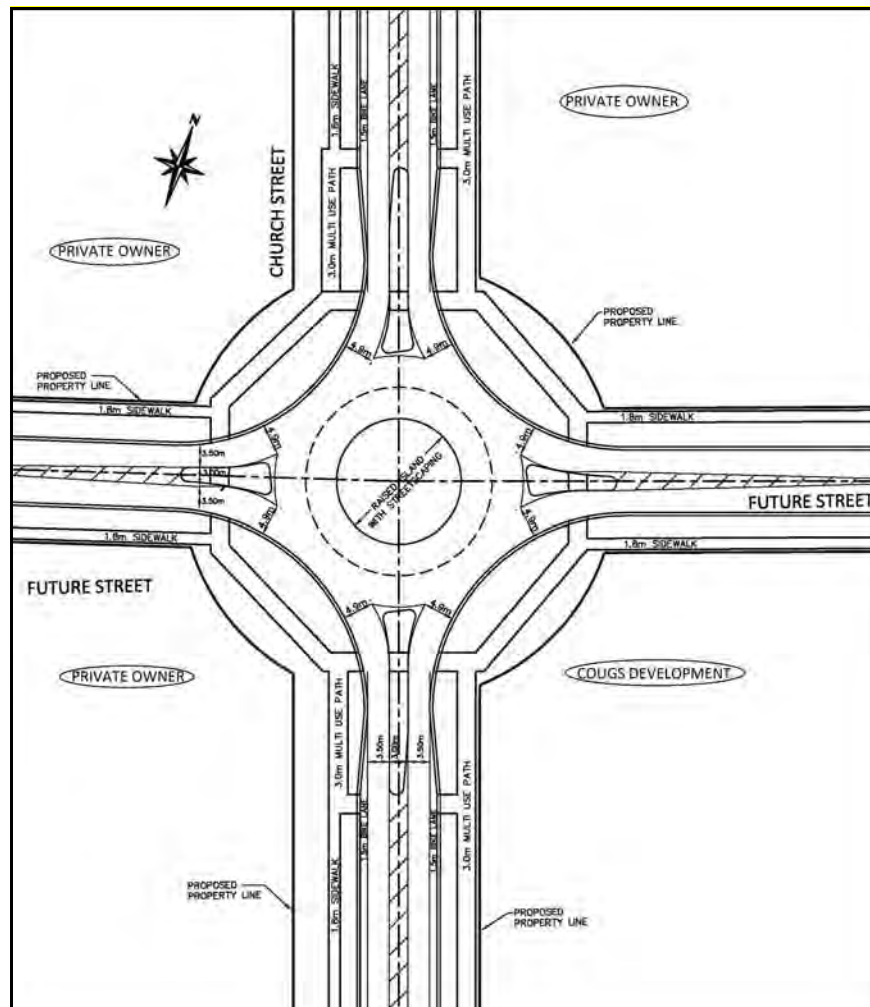 1.8m SIDEWALK
1.5m BIKE LANE
1.5m BIKE LANE
3.0m MULTI USE PATH
PRIVATE OWNER
N
CHURCH STREET
3.0m MULTI USE PATH
PRIVATE OWNER
PROPOSED
PROPERTY LINE
4.9m
4.9m
PROPOSED
PROPERTY LINE
1.8m SIDEWALK
1.8m SIDEWALK
4.9m
4.9m
3.50m
3.00m
3.50m
RAISED ISLAND
WITH STREETSCAPING
FUTURE STREET
4.9m
4.9m
1.8m SIDEWALK
1.8m SIDEWALK
FUTURE STREET
4.9m
4.9m
PRIVATE OWNER
COUGS DEVELOPMENT
3.0m MULTI USE PATH
3.50m
3.00m
3.50m
3.0m MULTI USE PATH
1.5m BIKE LANE
1.5m BIKE LANE
1.8m SIDEWALK
PROPOSED
PROPERTY LINE
PROPOSED
PROPERTY LINE